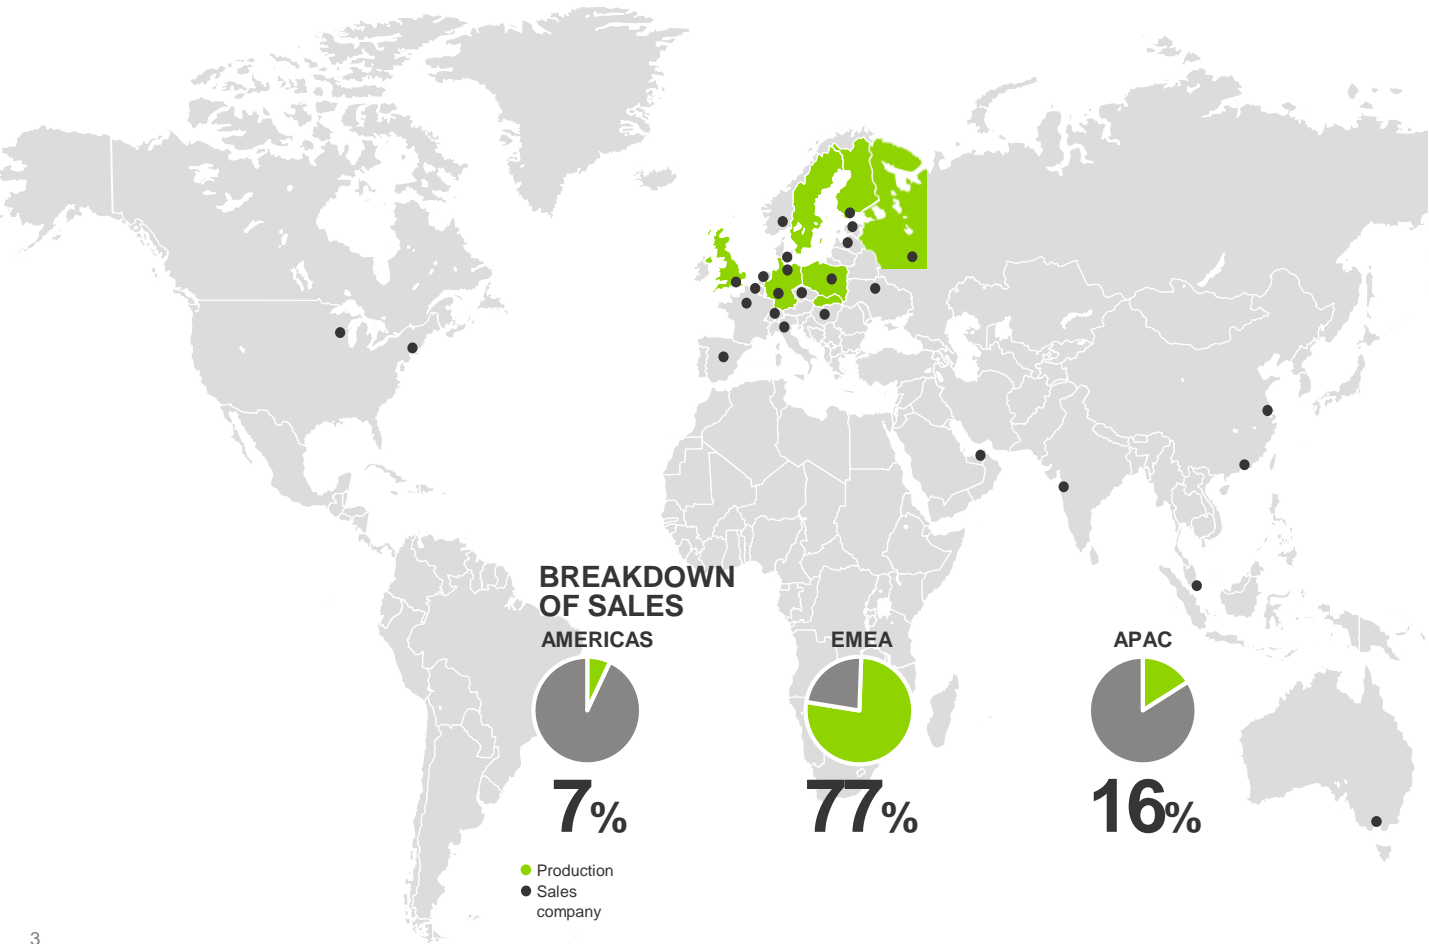 BREAKDOWN
OF SALES
AMERICAS
EMEA
APAC
7%
77%
16%
Production
Sales
company
3